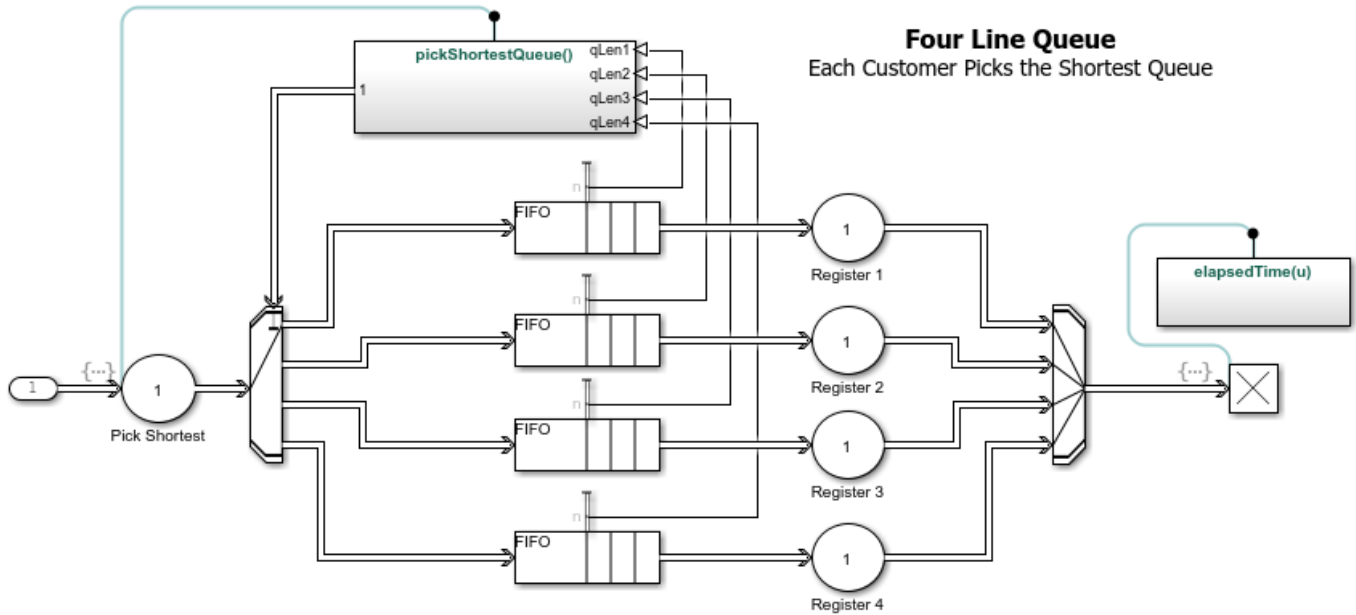 Four Line Queue
Each Customer Picks the Shortest Queue
pickShortestQueue()
qLen1
qLen2
qLen3
qLen4
1
n
FIFO
1
Register 1
elapsedTime(u)
n
FIFO
1
Register 2
1
{...}
1
Pick Shortest
{...}
n
FIFO
1
Register 3
n
FIFO
1
Register 4